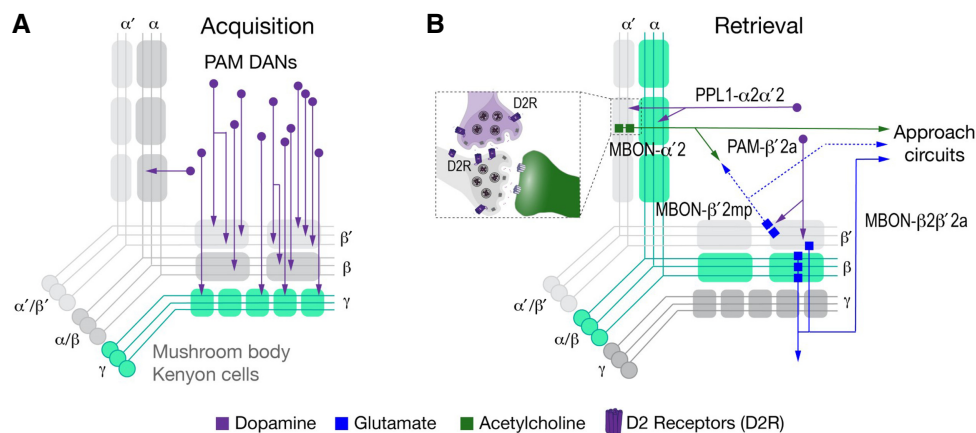 A
Acquisition
α′ α
PAM DANs
β′
β
γ
α′/β′
α/β
γ
Mushroom body
Kenyon cells
B
Retrieval
α′ α
D2R
D2R
PPL1-α2α′2
MBON-α′2
PAM-β′2a
Approach
circuits
MBON-β′2mp
MBON-β2β′2a
β′
β
γ
α′/β′
α/β
γ
Dopamine
Glutamate
Acetylcholine
D2 Receptors (D2R)